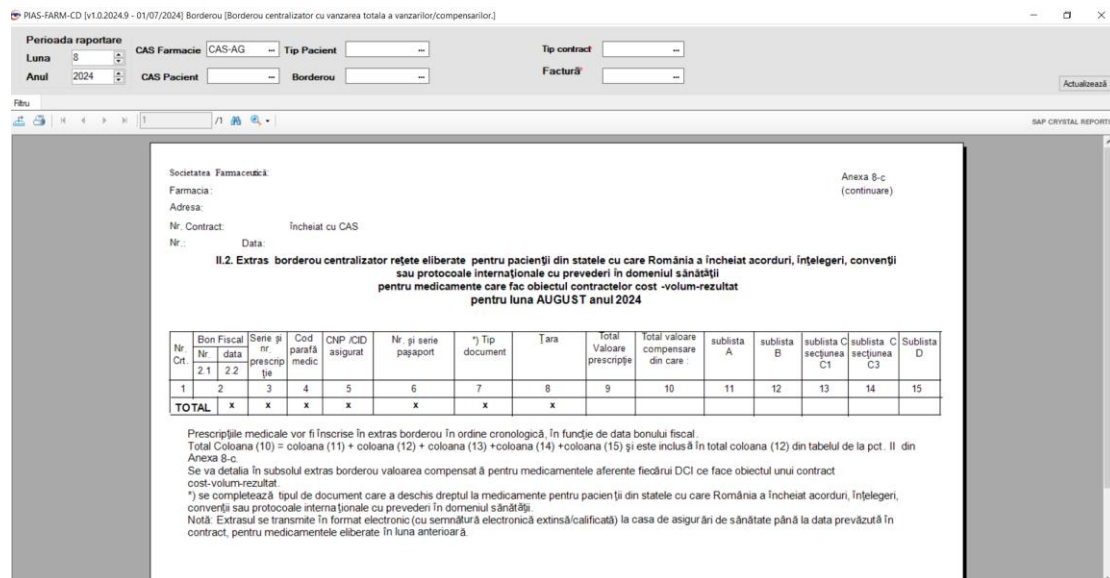 PIAS-FARM-CD [v1.0.2024.9 - 01/07/2024] Borderou [Borderou centralizator cu vanzarea totala a vanzarilor/compensarilor.]
Perioada raportare
Luna 8 CAS Farmacie CAS-AG ... Tip Pacient ... Tip contract ...
Anul 2024 CAS Pacient ... Borderou ... Factură* ...
Actualizează
Filtru
1 /1 SAP CRYSTAL REPORTS
Societatea Farmaceutică: Anexa 8-c
Farmacia: (continuare)
Adresa:
Nr. Contract: încheiat cu CAS
Nr.: Data:
II.2. Extras borderou centralizator rețete eliberate pentru pacienții din statele cu care România a încheiat acorduri, înțelegeri, convenții
sau protocoale internaționale cu prevederi în domeniul sănătății
pentru medicamente care fac obiectul contractelor cost -volum-rezultat
pentru luna AUGUST anul 2024
Nr. Crt. Bon Fiscal Nr. 2.1 data 2.2 Serie și nr. prescripție Cod parafă medic CNP /CID asigurat Nr. și serie pașaport *) Tip document Țara Total Valoare prescripție Total valoare compensare din care : sublista A sublista B sublista C secțiunea C1 sublista C secțiunea C3 Sublista D
1 2 3 4 5 6 7 8 9 10 11 12 13 14 15
TOTAL x x x x x x x
Prescripțiile medicale vor fi înscrise în extras borderou în ordine cronologică, în funcție de data bonului fiscal.
Total Coloana (10) = coloana (11) + coloana (12) + coloana (13) +coloana (14) +coloana (15) și este inclusă în total coloana (12) din tabelul de la pct. II din
Anexa 8-c.
Se va detalia în subsolul extras borderou valoarea compensată pentru medicamentele aferente fiecărui DCI ce face obiectul unui contract
cost-volum-rezultat.
*) se completează tipul de document care a deschis dreptul la medicamente pentru pacienții din statele cu care România a încheiat acorduri, înțelegeri,
convenții sau protocoale internaționale cu prevederi în domeniul sănătății.
Notă: Extrasul se transmite în format electronic (cu semnătură electronică extinsă/calificată) la casa de asigurări de sănătate până la data prevăzută în
contract, pentru medicamentele eliberate în luna anterioară.